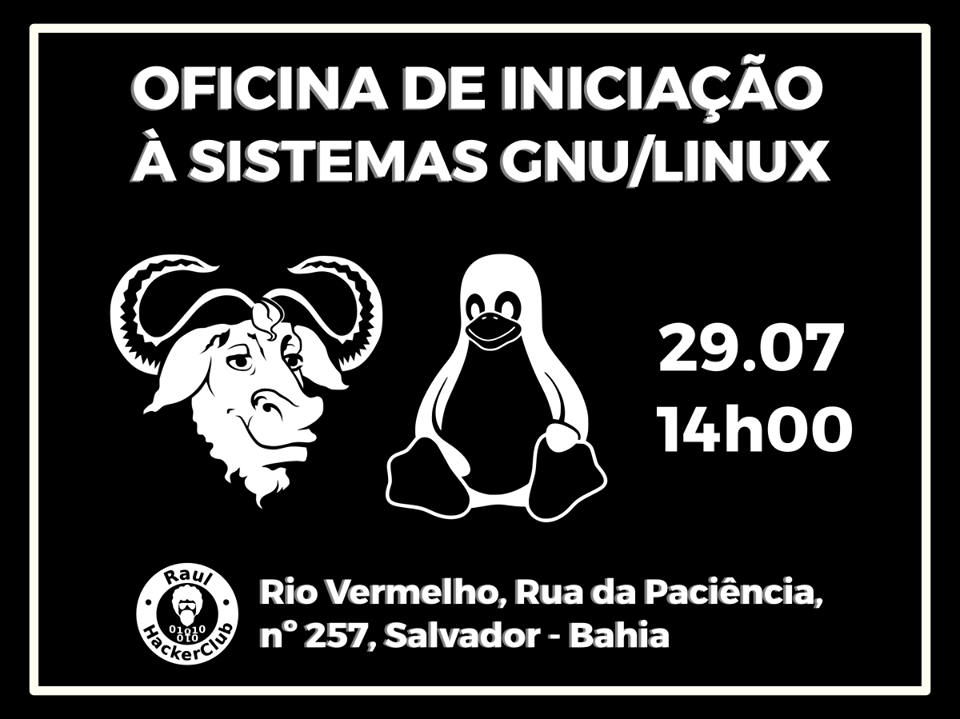 OFICINA DE INICIAÇÃO
À SISTEMAS GNU/LINUX
29.07
14h00
Raul
01010
010
HackerClub
Rio Vermelho, Rua da Paciência,
nº 257, Salvador - Bahia